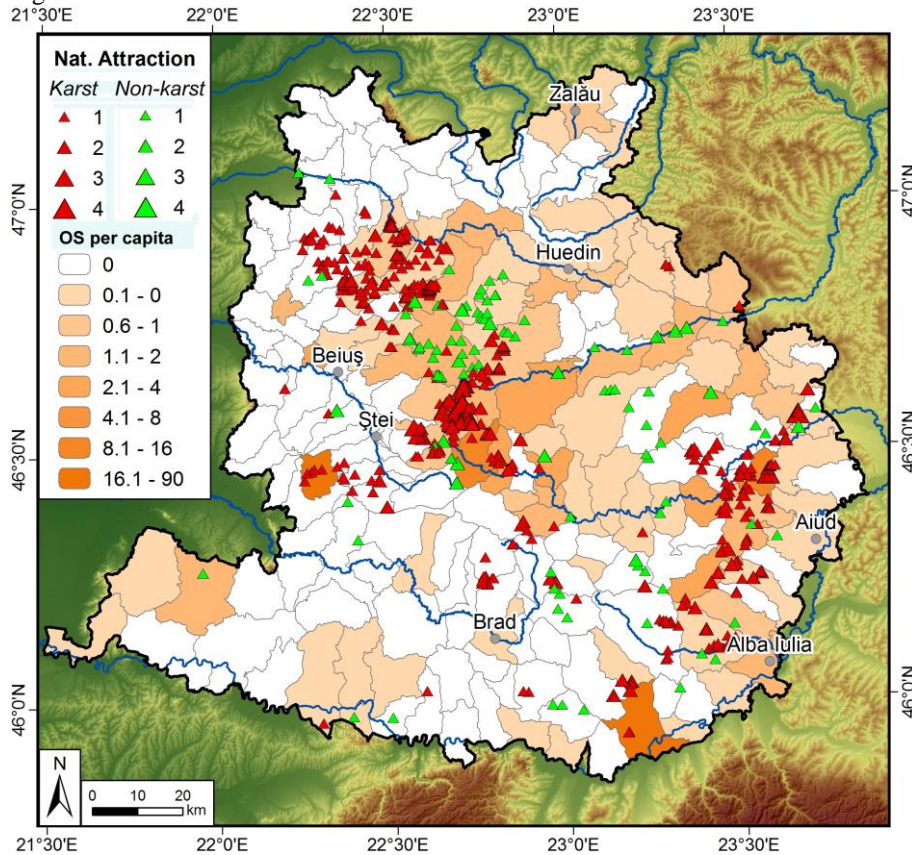 21°30'E 22°0'E 22°30'E 23°0'E 23°30'E
Nat. Attraction
Karst Non-karst
1 1
2 2
3 3
4 4
OS per capita
0
0.1 - 0
0.6 - 1
1.1 - 2
2.1 - 4
4.1 - 8
8.1 - 16
16.1 - 90
Zalău
47°0'N 47°0'N
Huedin
Beiuş
Ştei
46°30'N 46°30'N
Aiud
Brad
Alba Iulia
46°0'N 46°0'N
N
0 10 20
km
21°30'E 22°0'E 22°30'E 23°0'E 23°30'E